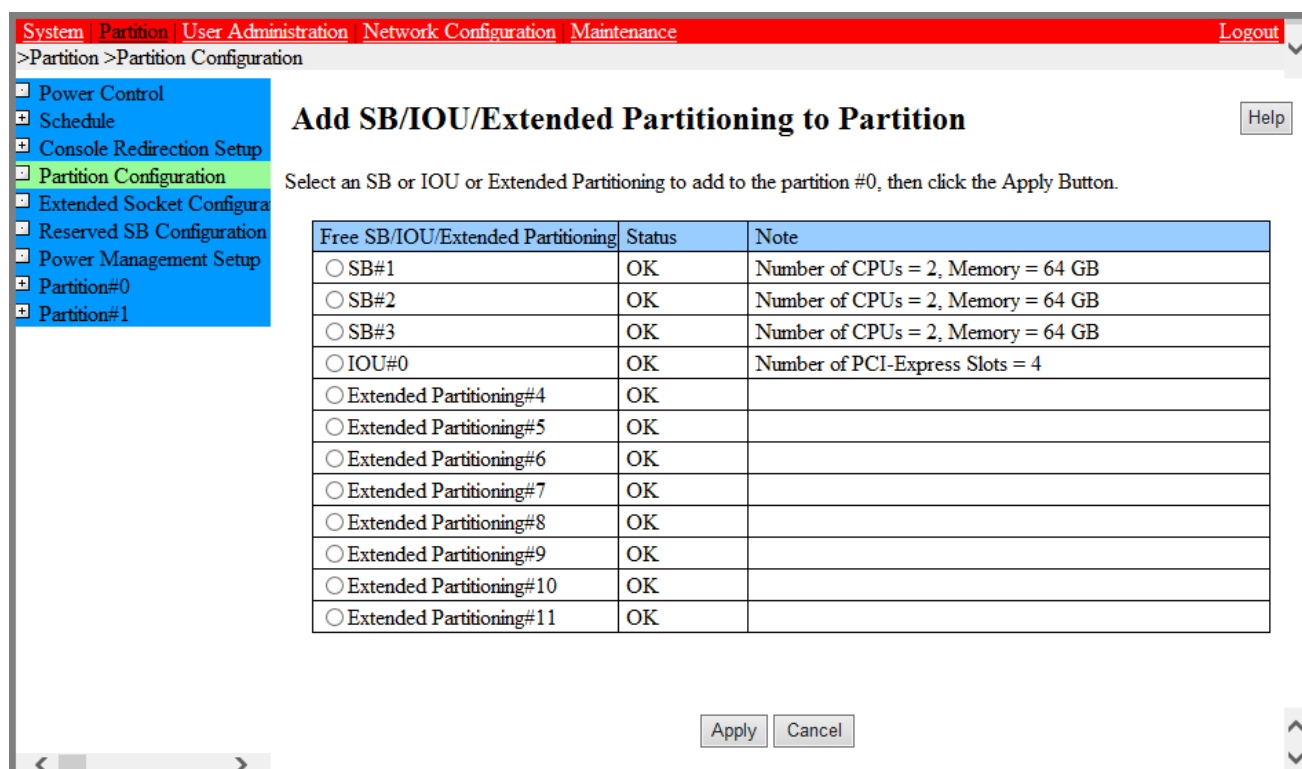 System | Partition | User Administration | Network Configuration | Maintenance Logout
>Partition >Partition Configuration
Power Control
Schedule
Console Redirection Setup
Partition Configuration
Extended Socket Configura
Reserved SB Configuration
Power Management Setup
Partition#0
Partition#1
Add SB/IOU/Extended Partitioning to Partition
Help
Select an SB or IOU or Extended Partitioning to add to the partition #0, then click the Apply Button.
Free SB/IOU/Extended Partitioning Status Note
SB#1 OK Number of CPUs = 2, Memory = 64 GB
SB#2 OK Number of CPUs = 2, Memory = 64 GB
SB#3 OK Number of CPUs = 2, Memory = 64 GB
IOU#0 OK Number of PCI-Express Slots = 4
Extended Partitioning#4 OK
Extended Partitioning#5 OK
Extended Partitioning#6 OK
Extended Partitioning#7 OK
Extended Partitioning#8 OK
Extended Partitioning#9 OK
Extended Partitioning#10 OK
Extended Partitioning#11 OK
Apply Cancel